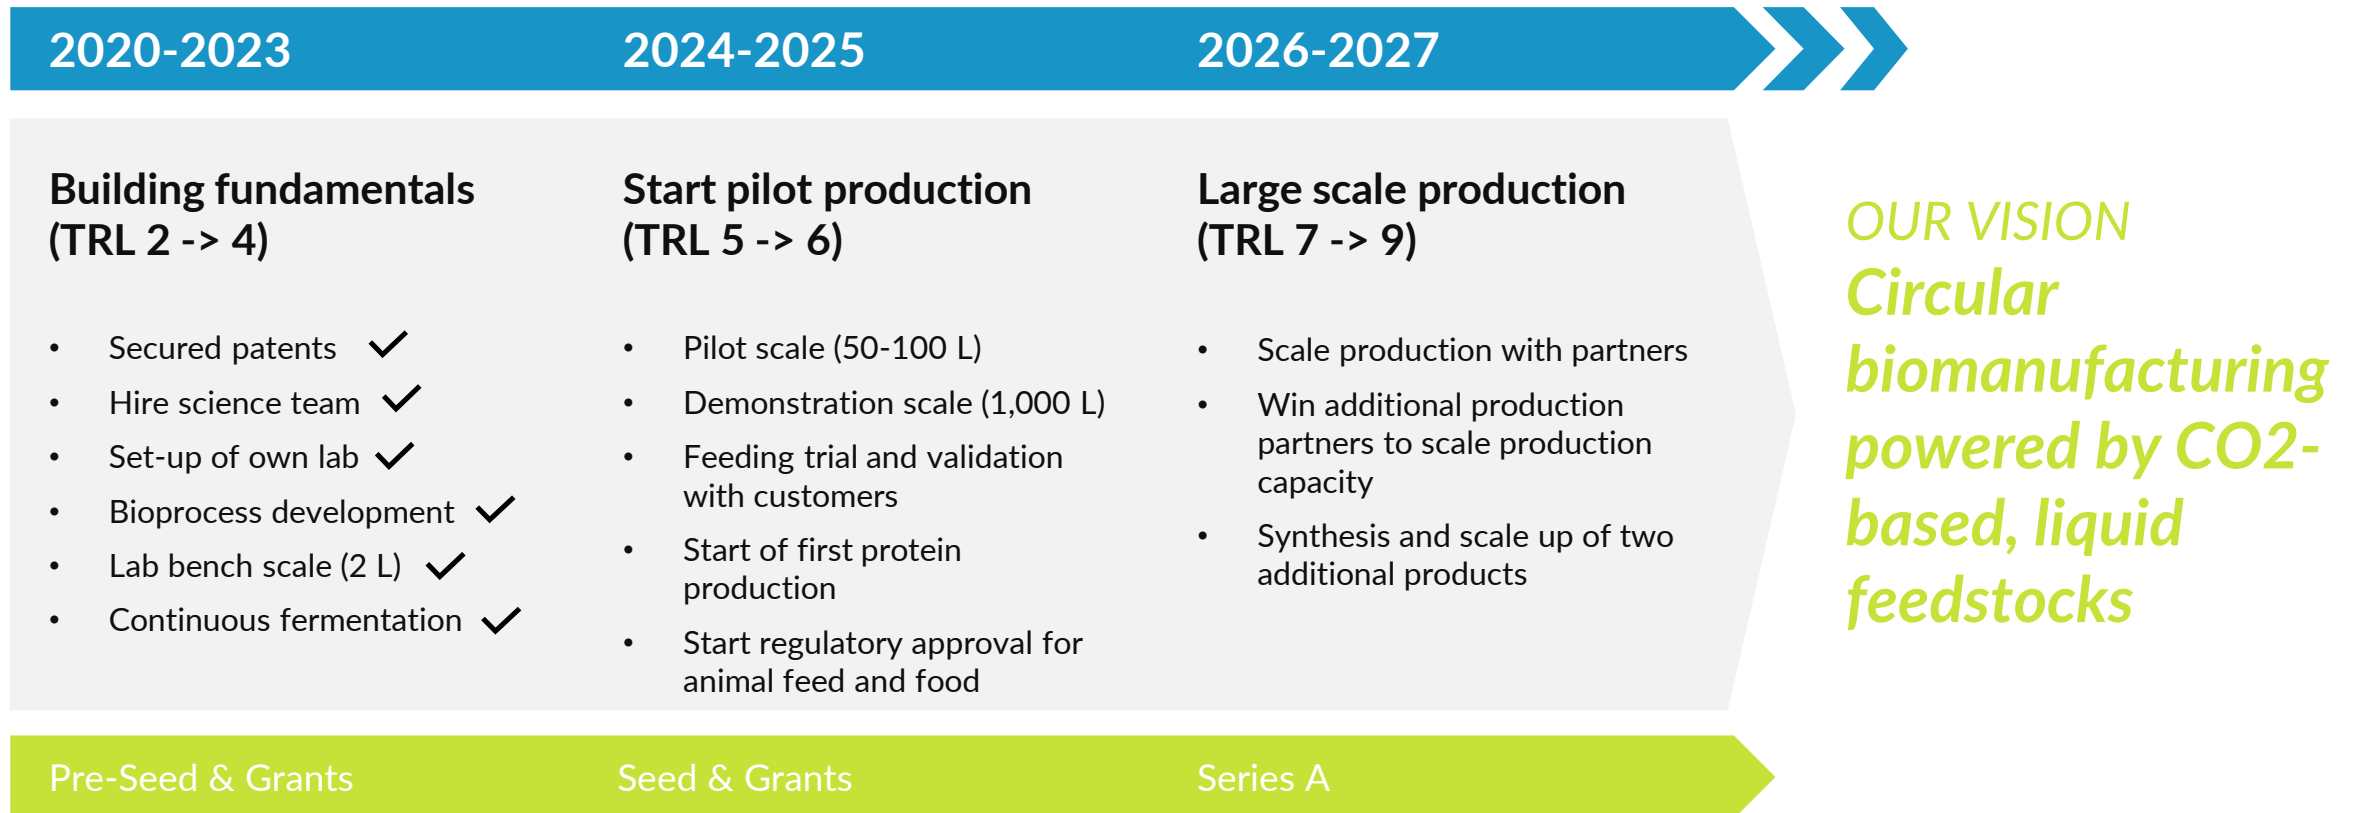 2020-2023
2024-2025
2026-2027
Building fundamentals
(TRL 2 -> 4)
• Secured patents ✓
• Hire science team ✓
• Set-up of own lab ✓
• Bioprocess development ✓
• Lab bench scale (2 L) ✓
• Continuous fermentation ✓
Start pilot production
(TRL 5 -> 6)
• Pilot scale (50-100 L)
• Demonstration scale (1,000 L)
• Feeding trial and validation
with customers
• Start of first protein
production
• Start regulatory approval for
animal feed and food
Large scale production
(TRL 7 -> 9)
• Scale production with partners
• Win additional production
partners to scale production
capacity
• Synthesis and scale up of two
additional products
OUR VISION
Circular
biomanufacturing
powered by CO2-
based, liquid
feedstocks
Pre-Seed & Grants
Seed & Grants
Series A